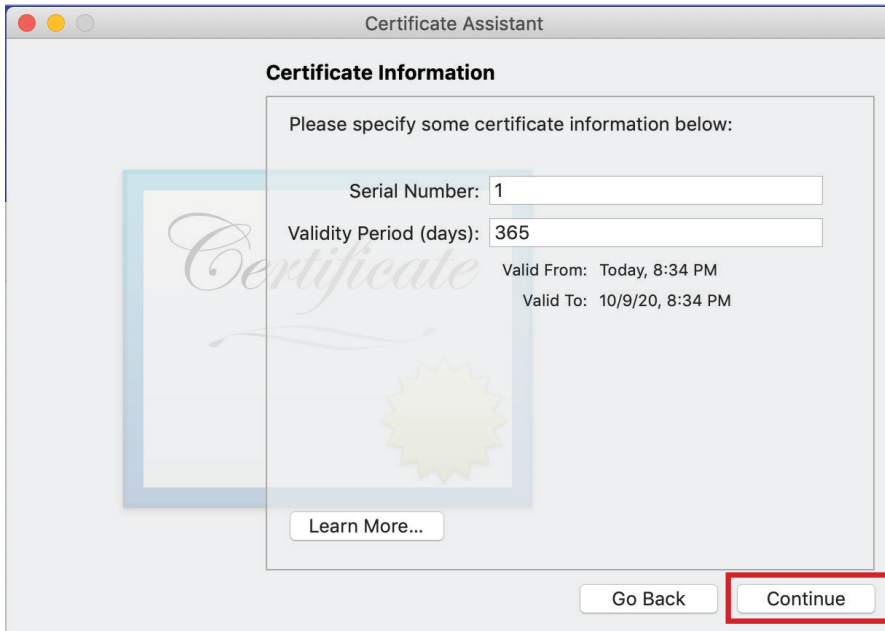 Certificate Assistant
Certificate Information
Please specify some certificate information below:
Serial Number: 1
Validity Period (days): 365
Valid From: Today, 8:34 PM
Valid To: 10/9/20, 8:34 PM
Certificate
Learn More...
Go Back Continue